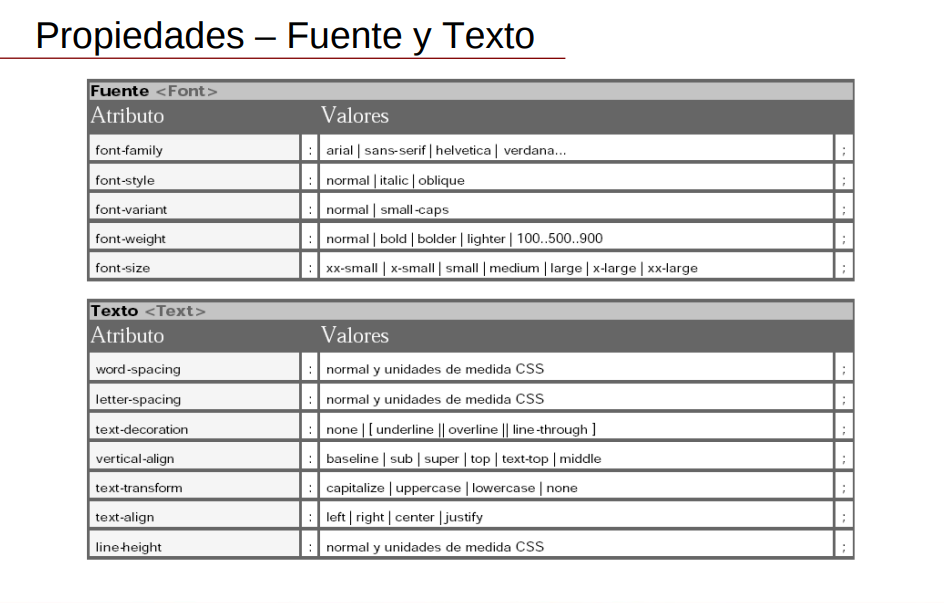 Propiedades – Fuente y Texto
Fuente <Font>
Atributo Valores
font-family : arial | sans-serif | helvetica | verdana... ;
font-style : normal | italic | oblique ;
font-variant : normal | small-caps ;
font-weight : normal | bold | bolder | lighter | 100..500..900 ;
font-size : xx-small | x-small | small | medium | large | x-large | xx-large ;
Texto <Text>
Atributo Valores
word-spacing : normal y unidades de medida CSS ;
letter-spacing : normal y unidades de medida CSS ;
text-decoration : none | [ underline || overline || line-through ] ;
vertical-align : baseline | sub | super | top | text-top | middle ;
text-transform : capitalize | uppercase | lowercase | none ;
text-align : left | right | center | justify ;
line-height : normal y unidades de medida CSS ;